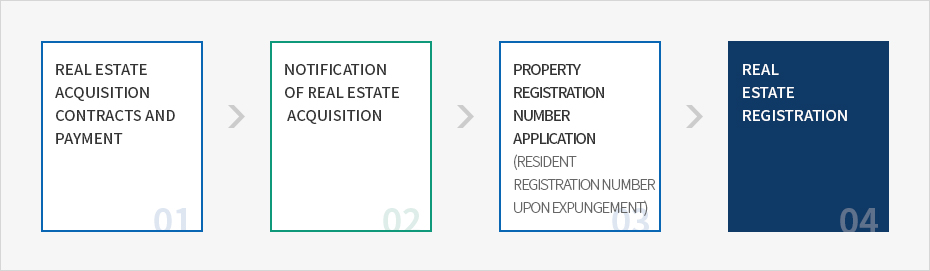 REAL ESTATE
ACQUISITION
CONTRACTS AND
PAYMENT
01
NOTIFICATION
OF REAL ESTATE
ACQUISITION
02
PROPERTY
REGISTRATION
NUMBER
APPLICATION
(RESIDENT
REGISTRATION NUMBER
UPON EXPUNGEMENT)
03
REAL
ESTATE
REGISTRATION
04